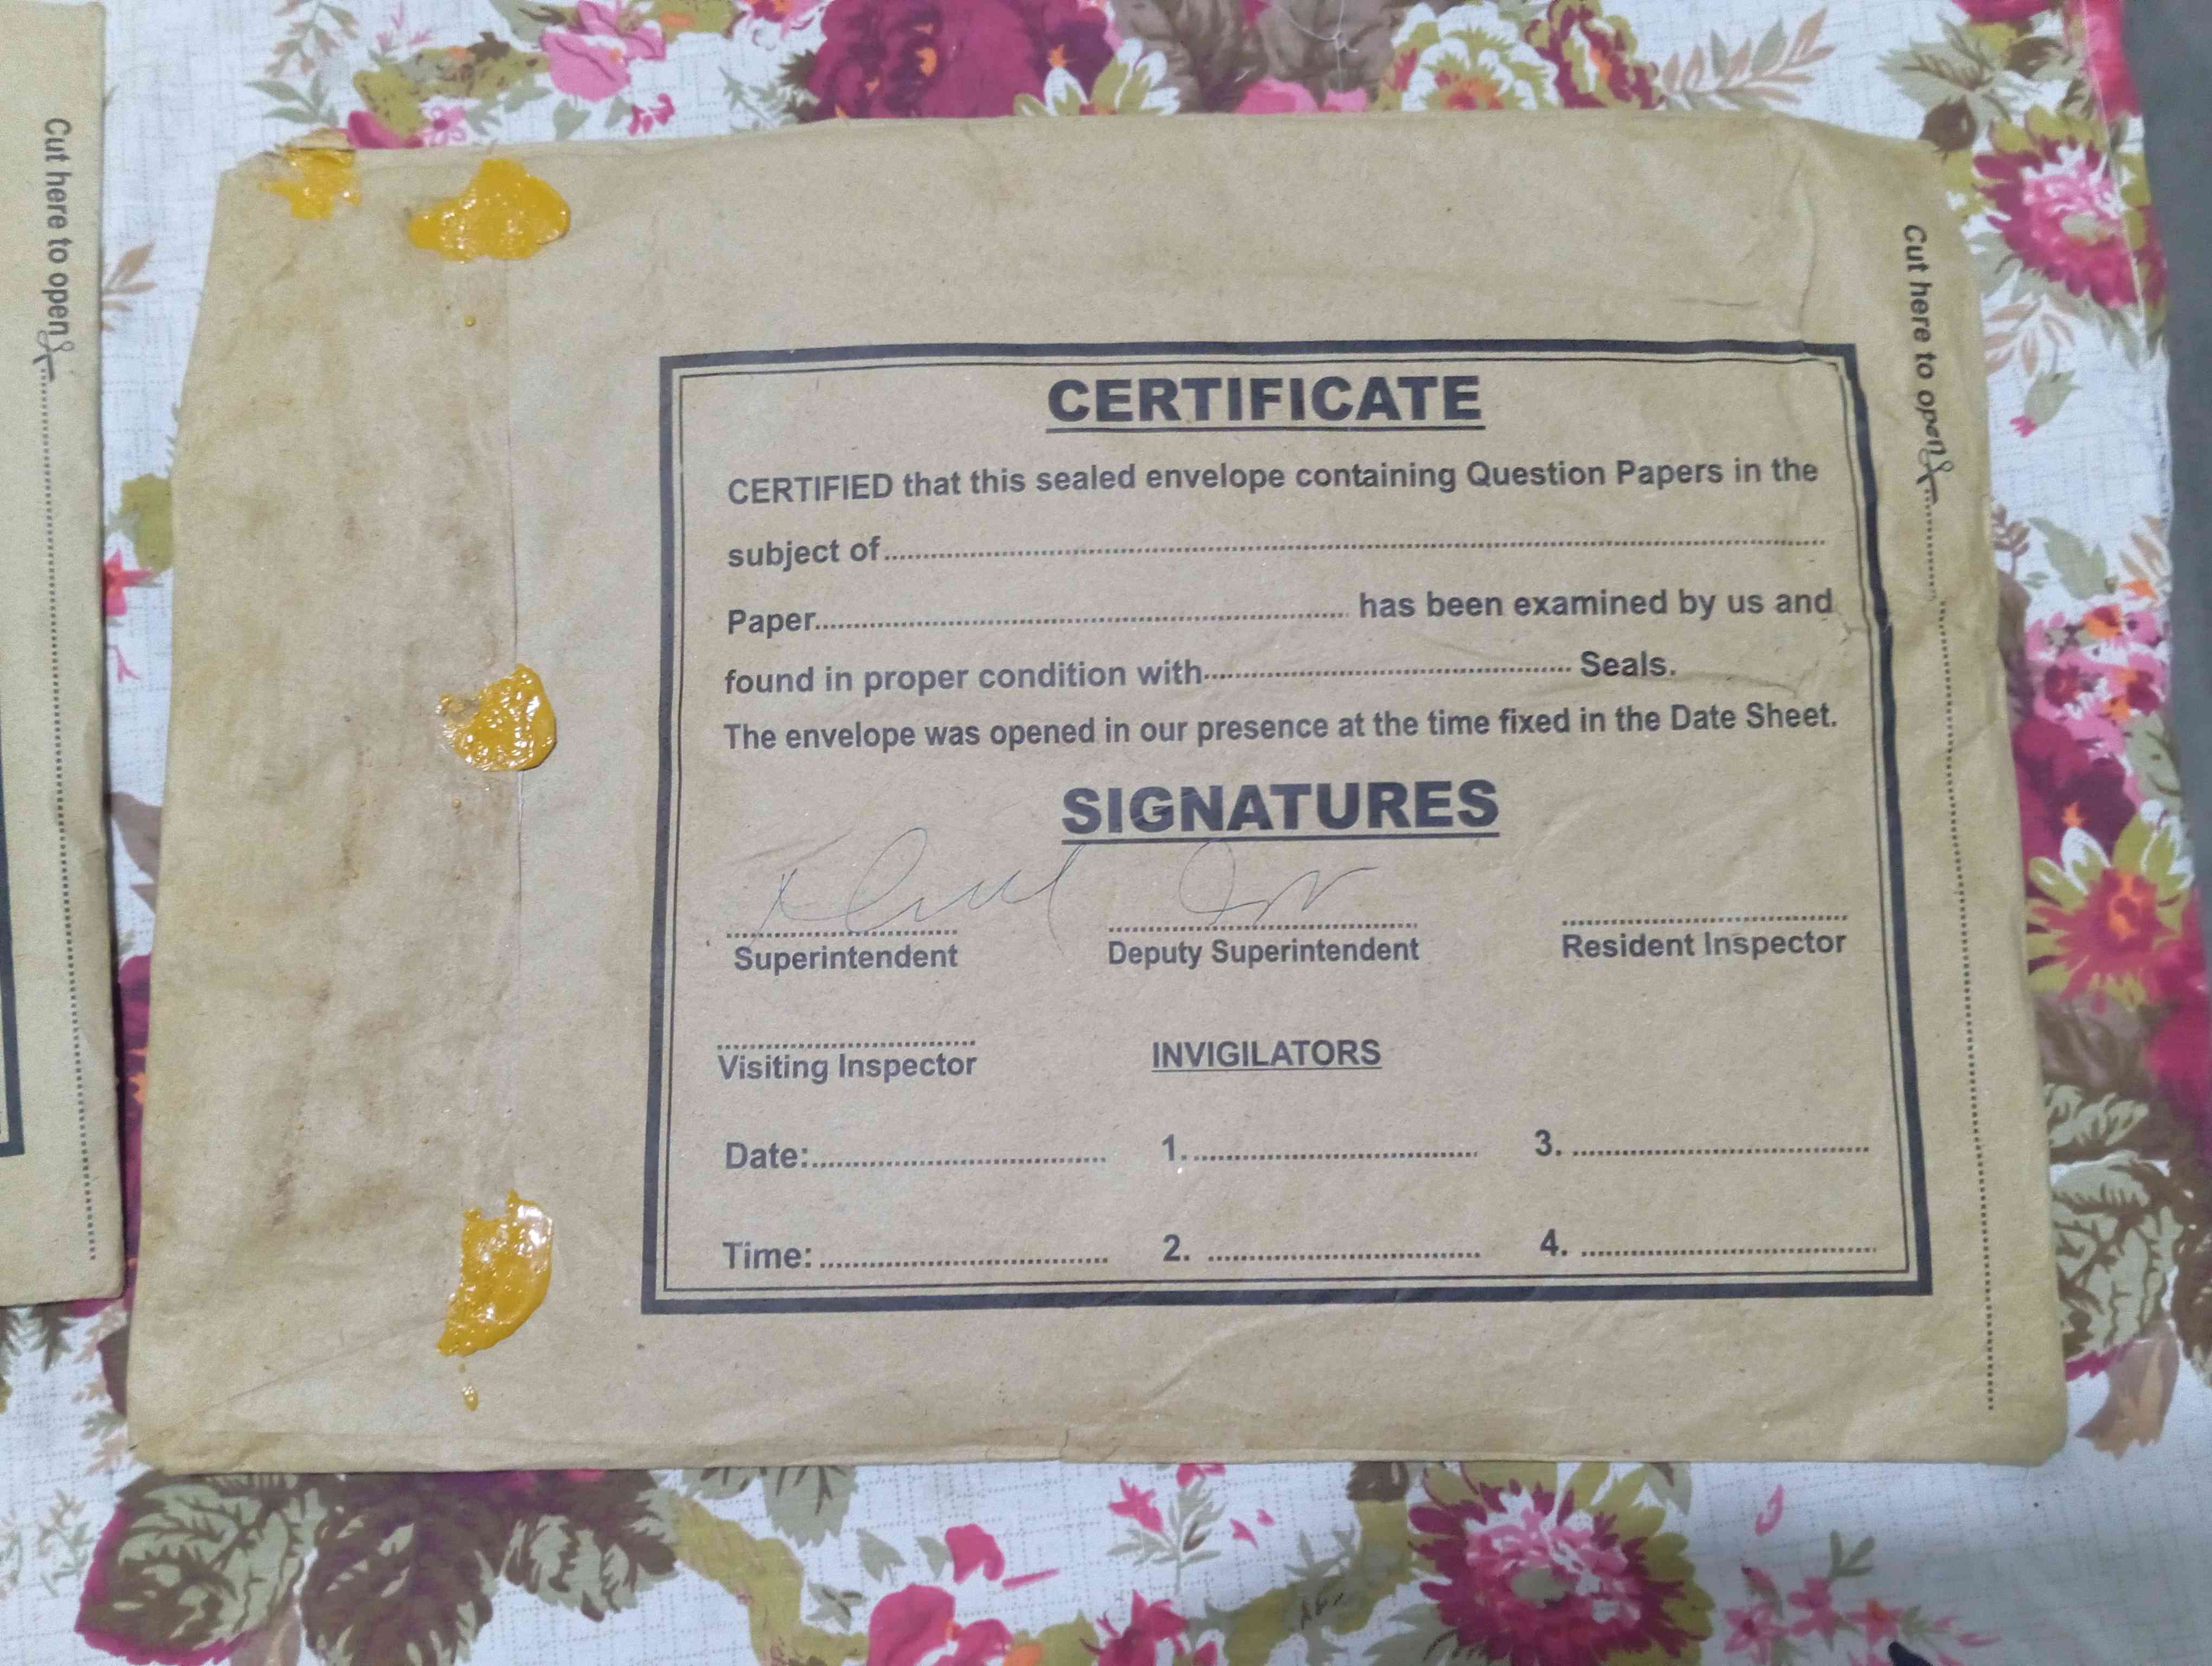 Cut here to open
CERTIFICATE
CERTIFIED that this sealed envelope containing Question Papers in the
subject of..........
Paper.......... has been examined by us and
found in proper condition with.......... Seals.
The envelope was opened in our presence at the time fixed in the Date Sheet.
SIGNATURES
Superintendent Deputy Superintendent Resident Inspector
Visiting Inspector INVIGILATORS
Date:.......... 1. .......... 3. ..........
Time:.......... 2. .......... 4. ..........
Cut here to open